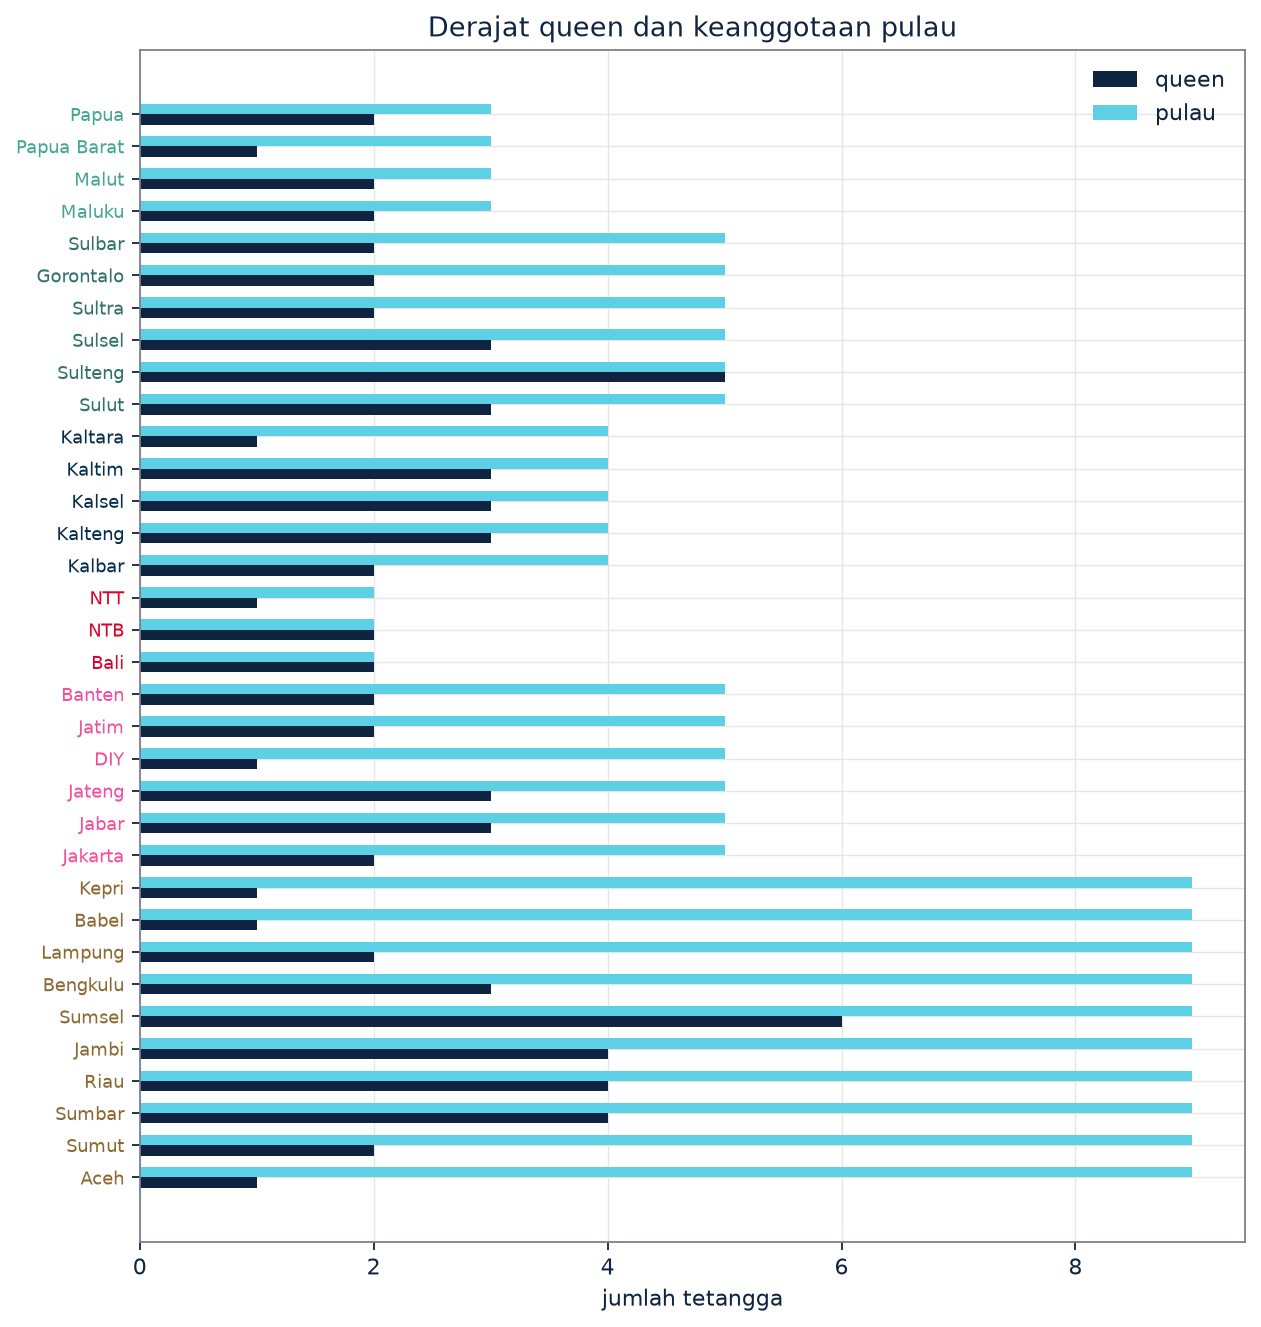 Derajat queen dan keanggotaan pulau
queen
pulau
Papua
Papua Barat
Malut
Maluku
Sulbar
Gorontalo
Sultra
Sulsel
Sulteng
Sulut
Kaltara
Kaltim
Kalsel
Kalteng
Kalbar
NTT
NTB
Bali
Banten
Jatim
DIY
Jateng
Jabar
Jakarta
Kepri
Babel
Lampung
Bengkulu
Sumsel
Jambi
Riau
Sumbar
Sumut
Aceh
0 2 4 6 8
jumlah tetangga